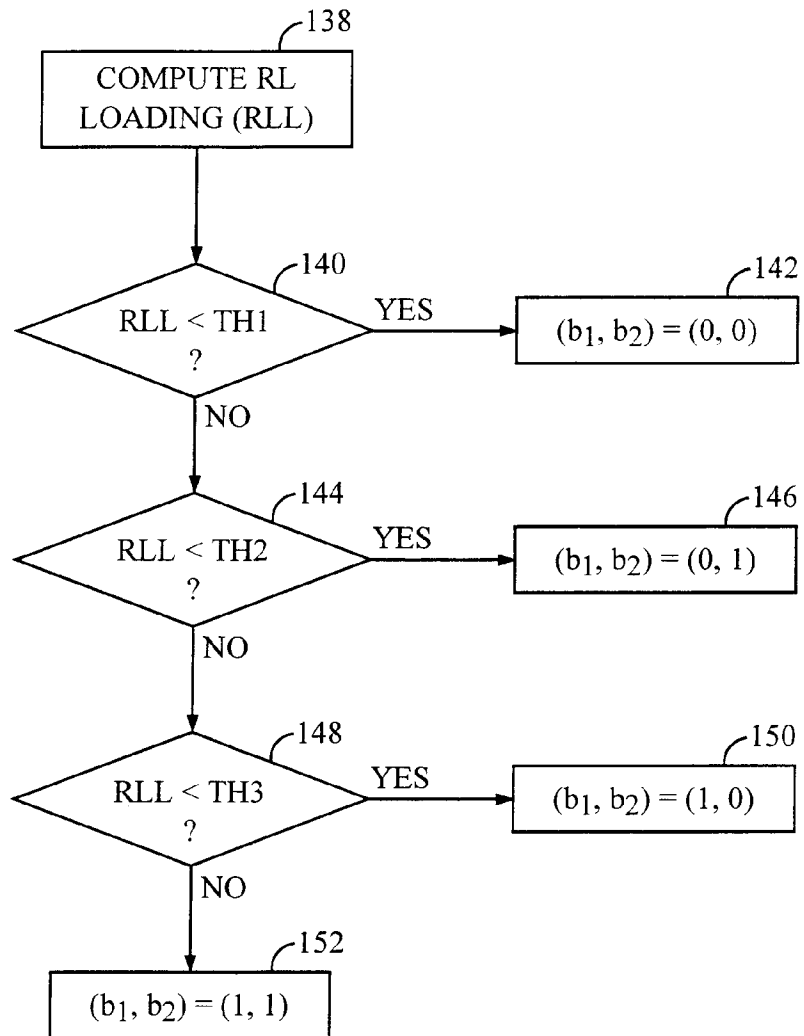 138
COMPUTE RL
LOADING (RLL)
140
RLL < TH1
?
YES
142
(b₁, b₂) = (0, 0)
NO
144
RLL < TH2
?
YES
146
(b₁, b₂) = (0, 1)
NO
148
RLL < TH3
?
YES
150
(b₁, b₂) = (1, 0)
NO
152
(b₁, b₂) = (1, 1)